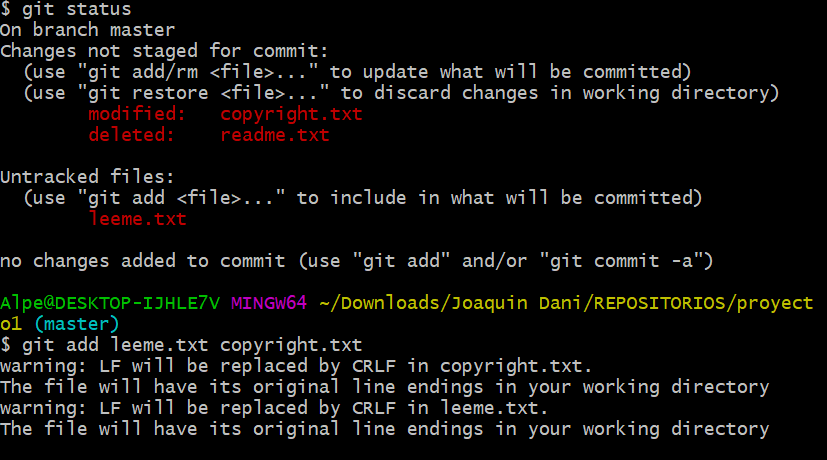 $ git status
On branch master
Changes not staged for commit:
  (use "git add/rm <file>..." to update what will be committed)
  (use "git restore <file>..." to discard changes in working directory)
        modified:   copyright.txt
        deleted:    readme.txt

Untracked files:
  (use "git add <file>..." to include in what will be committed)
        leeme.txt

no changes added to commit (use "git add" and/or "git commit -a")

Alpe@DESKTOP-IJHLE7V MINGW64 ~/Downloads/Joaquin Dani/REPOSITORIOS/proyect
o1 (master)
$ git add leeme.txt copyright.txt
warning: LF will be replaced by CRLF in copyright.txt.
The file will have its original line endings in your working directory
warning: LF will be replaced by CRLF in leeme.txt.
The file will have its original line endings in your working directory